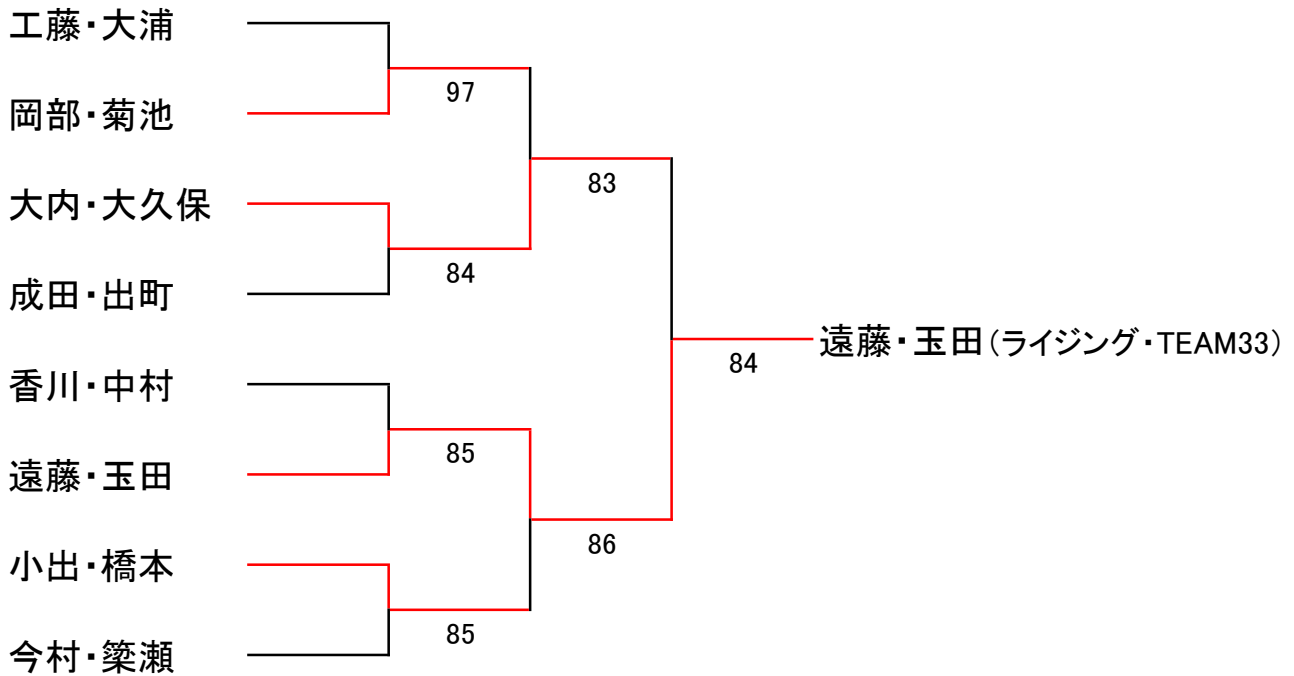 工藤・大浦
97
岡部・菊池
83
大内・大久保
84
成田・出町
84
遠藤・玉田（ライジング・TEAM33）
香川・中村
85
遠藤・玉田
86
小出・橋本
85
今村・簗瀬